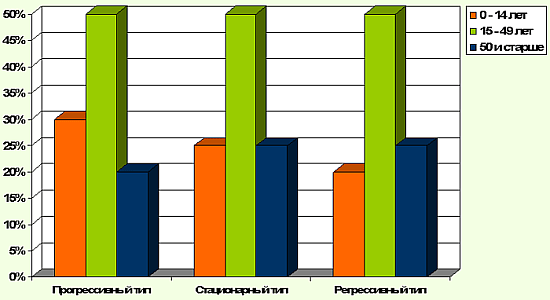 50%
45%
40%
35%
30%
25%
20%
15%
10%
5%
0%
Прогрессивный тип
Стационарный тип
Регрессивный тип
0 - 14 лет
15 - 49 лет
50 и старше